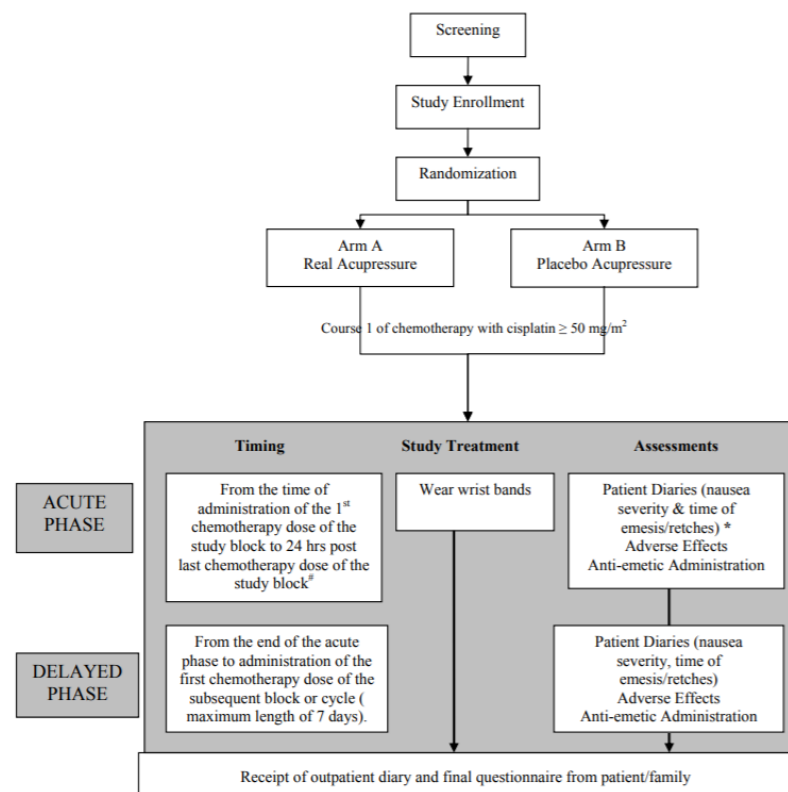 Screening
Study Enrollment
Randomization
Arm A
Real Acupressure
Arm B
Placebo Acupressure
Course 1 of chemotherapy with cisplatin ≥ 50 mg/m²
Timing
Study Treatment
Assessments
ACUTE
PHASE
From the time of
administration of the 1st
chemotherapy dose of the
study block to 24 hrs post
last chemotherapy dose of the
study block#
Wear wrist bands
Patient Diaries (nausea
severity & time of
emesis/retches) *
Adverse Effects
Anti-emetic Administration
DELAYED
PHASE
From the end of the acute
phase to administration of the
first chemotherapy dose of the
subsequent block or cycle (
maximum length of 7 days).
Patient Diaries (nausea
severity, time of
emesis/retches)
Adverse Effects
Anti-emetic Administration
Receipt of outpatient diary and final questionnaire from patient/family